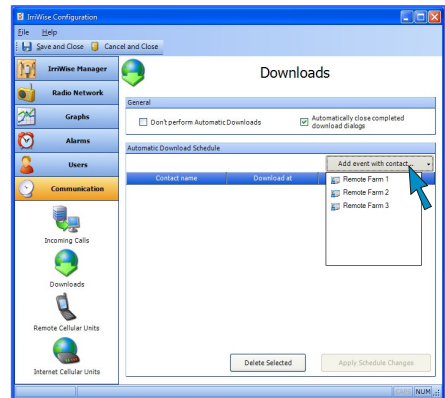 IrriWise Configuration
File Help
Save and Close Cancel and Close
IrriWise Manager
Radio Network
Graphs
Alarms
Users
Communication
Incoming Calls
Downloads
Remote Cellular Units
Internet Cellular Units
Downloads
General
Don't perform Automatic Downloads
Automatically close completed download dialogs
Automatic Download Schedule
Add event with contact...
Contact name Download at
Remote Farm 1
Remote Farm 2
Remote Farm 3
Delete Selected Apply Schedule Changes
CAPS NUM